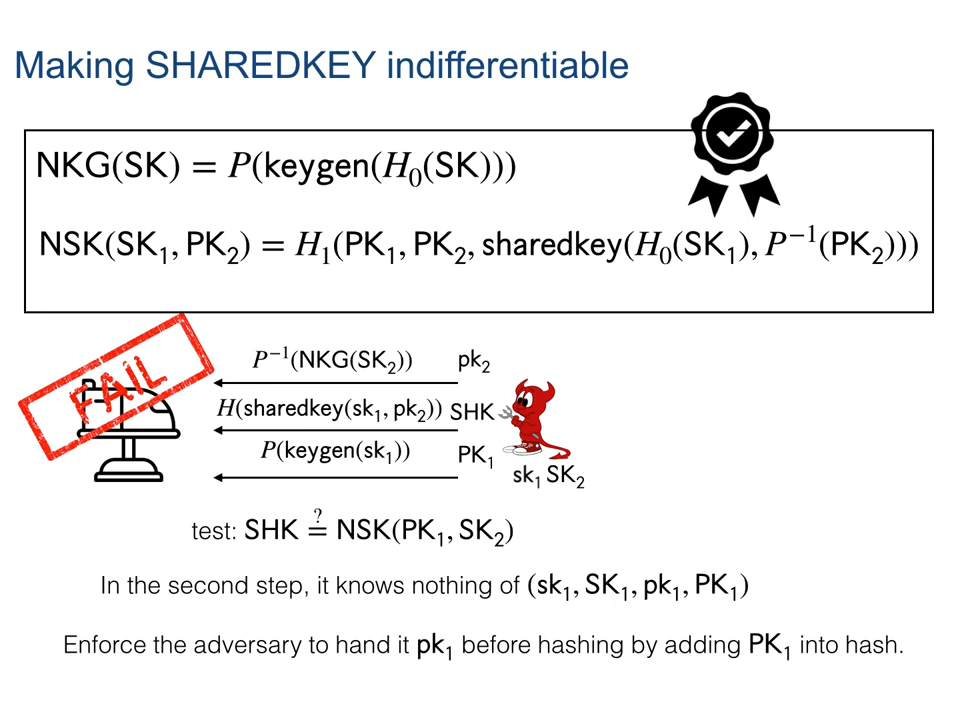 Making SHAREDKEY indifferentiable
NKG(SK) = P(keygen(H₀(SK)))
NSK(SK₁, PK₂) = H₁(PK₁, PK₂, sharedkey(H₀(SK₁), P⁻¹(PK₂)))
FAIL
P⁻¹(NKG(SK₂)) pk₂
H(sharedkey(sk₁, pk₂)) SHK
P(keygen(sk₁)) PK₁
sk₁ SK₂
test: SHK ≟ NSK(PK₁, SK₂)
In the second step, it knows nothing of (sk₁, SK₁, pk₁, PK₁)
Enforce the adversary to hand it pk₁ before hashing by adding PK₁ into hash.